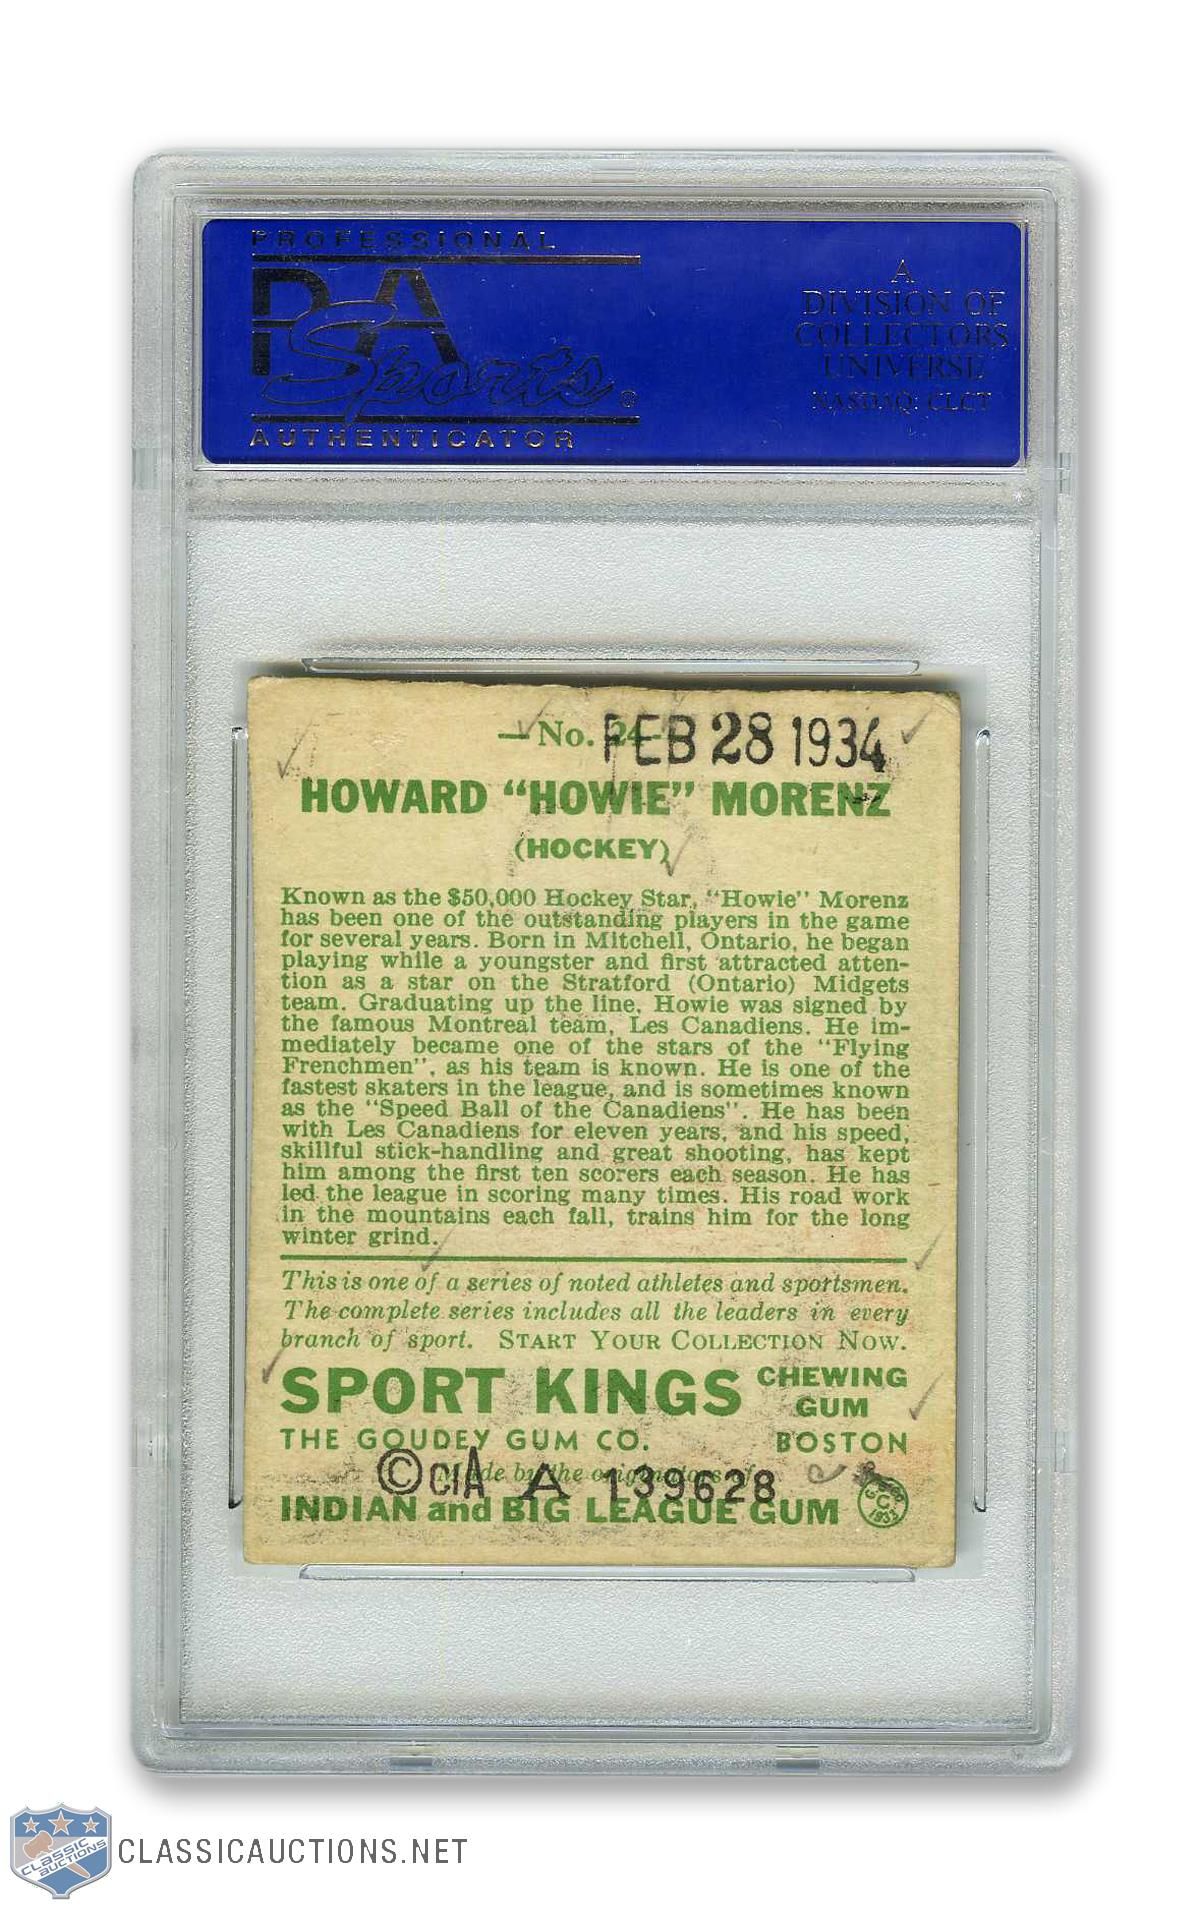 PROFESSIONAL
PSA
Sports®
AUTHENTICATOR
A
DIVISION OF
COLLECTORS
UNIVERSE
NASDAQ: CLCT
— No. 24 —
FEB 28 1934
HOWARD "HOWIE" MORENZ
(HOCKEY)
Known as the $50,000 Hockey Star, "Howie" Morenz
has been one of the outstanding players in the game
for several years. Born in Mitchell, Ontario, he began
playing while a youngster and first attracted atten-
tion as a star on the Stratford (Ontario) Midgets
team. Graduating up the line, Howie was signed by
the famous Montreal team, Les Canadiens. He im-
mediately became one of the stars of the "Flying
Frenchmen", as his team is known. He is one of the
fastest skaters in the league, and is sometimes known
as the "Speed Ball of the Canadiens". He has been
with Les Canadiens for eleven years, and his speed,
skillful stick-handling and great shooting, has kept
him among the first ten scorers each season. He has
led the league in scoring many times. His road work
in the mountains each fall, trains him for the long
winter grind.
This is one of a series of noted athletes and sportsmen.
The complete series includes all the leaders in every
branch of sport. START YOUR COLLECTION NOW.
SPORT KINGS CHEWING GUM
THE GOUDEY GUM CO. BOSTON
Made by the originators of
© ClA A 139628
INDIAN and BIG LEAGUE GUM
G.G.C. 1933
CLASSIC AUCTIONS
CLASSICAUCTIONS.NET